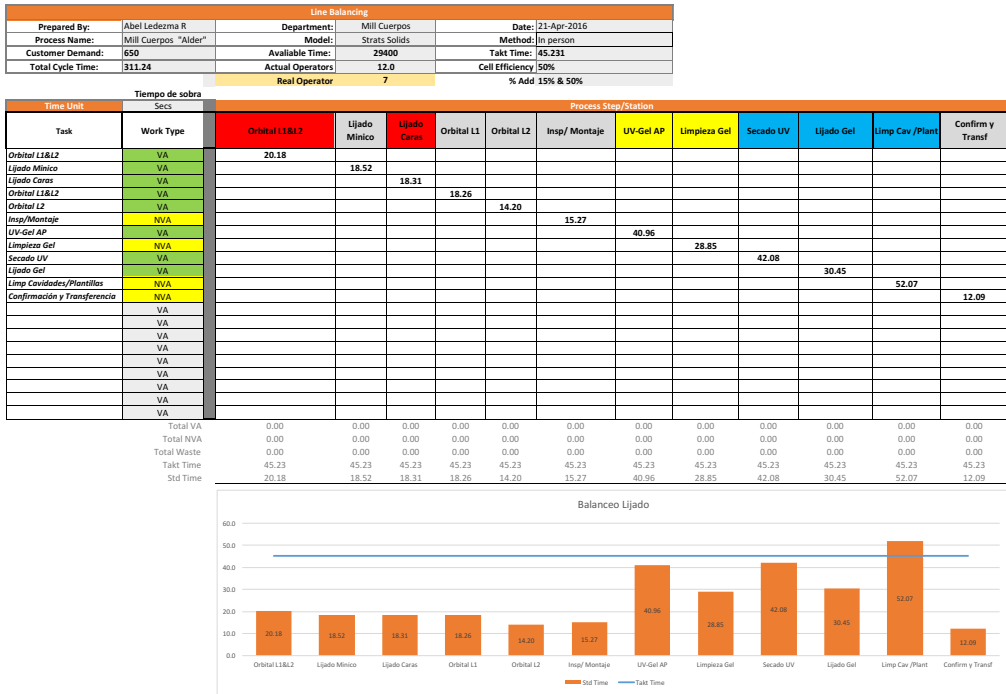 Line Balancing
Prepared By: Abel Ledezma R Department: Mill Cuerpos Date: 21-Apr-2016
Process Name: Mill Cuerpos "Alder" Model: Strats Solids Method: In person
Customer Demand: 650 Avaliable Time: 29400 Takt Time: 45.231
Total Cycle Time: 311.24 Actual Operators 12.0 Cell Efficiency 50%
Real Operator 7 % Add 15% & 50%
Tiempo de sobra
Time Unit Secs Process Step/Station
Task Work Type Orbital L1&L2 Lijado Minico Lijado Caras Orbital L1 Orbital L2 Insp/ Montaje UV-Gel AP Limpieza Gel Secado UV Lijado Gel Limp Cav /Plant Confirm y Transf
Orbital L1&L2 VA 20.18
Lijado Minico VA 18.52
Lijado Caras VA 18.31
Orbital L1&L2 VA 18.26
Orbital L2 VA 14.20
Insp/Montaje NVA 15.27
UV-Gel AP VA 40.96
Limpieza Gel NVA 28.85
Secado UV VA 42.08
Lijado Gel VA 30.45
Limp Cavidades/Plantillas NVA 52.07
Confirmación y Transferencia NVA 12.09
VA
VA
VA
VA
VA
VA
VA
VA
VA
Total VA 0.00 0.00 0.00 0.00 0.00 0.00 0.00 0.00 0.00 0.00 0.00 0.00
Total NVA 0.00 0.00 0.00 0.00 0.00 0.00 0.00 0.00 0.00 0.00 0.00 0.00
Total Waste 0.00 0.00 0.00 0.00 0.00 0.00 0.00 0.00 0.00 0.00 0.00 0.00
Takt Time 45.23 45.23 45.23 45.23 45.23 45.23 45.23 45.23 45.23 45.23 45.23 45.23
Std Time 20.18 18.52 18.31 18.26 14.20 15.27 40.96 28.85 42.08 30.45 52.07 12.09
Balanceo Lijado
60.0
50.0
40.0
30.0
20.0
10.0
0.0
20.18 18.52 18.31 18.26 14.20 15.27 40.96 28.85 42.08 30.45 52.07 12.09
Orbital L1&L2 Lijado Minico Lijado Caras Orbital L1 Orbital L2 Insp/ Montaje UV-Gel AP Limpieza Gel Secado UV Lijado Gel Limp Cav /Plant Confirm y Transf
Std Time Takt Time